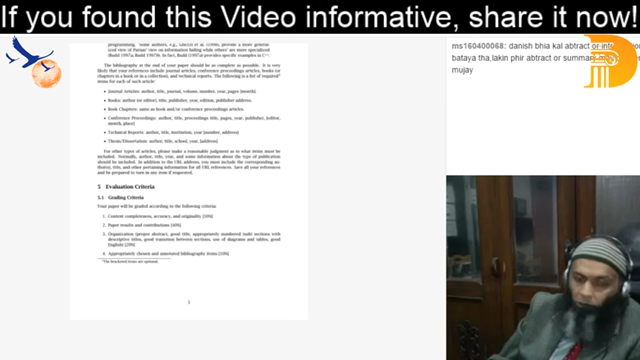 If you found this Video informative, share it now!
ms160400068: danish bhia kal abtract or
bataya tha,lakin phir abtract or summary
mujay
programming. Some authors, e.g., provide a more general
view of Parnas' view on information hiding while others' are more specialized to
(Budd 1997a, Budd 1997b). In fact, Budd (1997a) provides specific examples in C++.
The bibliography at the end of your paper should be as complete as possible. It is very
likely that your references include journal articles, conference proceedings articles, books (or
chapters in a book or in a collection), and technical reports. The following is a list of required¹
items for each of such article:
• Journal Articles: author, title, journal, volume, number, year, pages [month]
• Books: author (or editor), title, publisher, year, edition, publisher address.
• Book Chapters: same as book and/or conference proceedings articles.
• Conference Proceedings: author, title, proceedings title, pages, year, publisher, [editor,
month, place]
• Technical Reports: author, title, institution, year [number, address]
• Thesis/Dissertation: author, title, school, year, [address]
For other types of articles, please make a reasonable judgment as to what items must be
included. Normally, author, title, year, and some information about the type of publication
should be included. In addition to the URL address, you must include the corresponding au-
thor(s), title, and other pertaining information for all URL references. Save all your references
and be prepared to turn in any item if requested.
5 Evaluation Criteria
5.1 Grading Criteria
Your paper will be graded according to the following criteria:
1. Content completeness, accuracy, and originality [30%]
2. Paper results and contributions [40%]
3. Organization (proper abstract, good title, appropriately numbered (sub) sections with
descriptive titles, good transition between sections, use of diagrams and tables, good
English) [20%]
4. Appropriately chosen and annotated bibliography items [10%]
¹The bracketed items are optional.
5